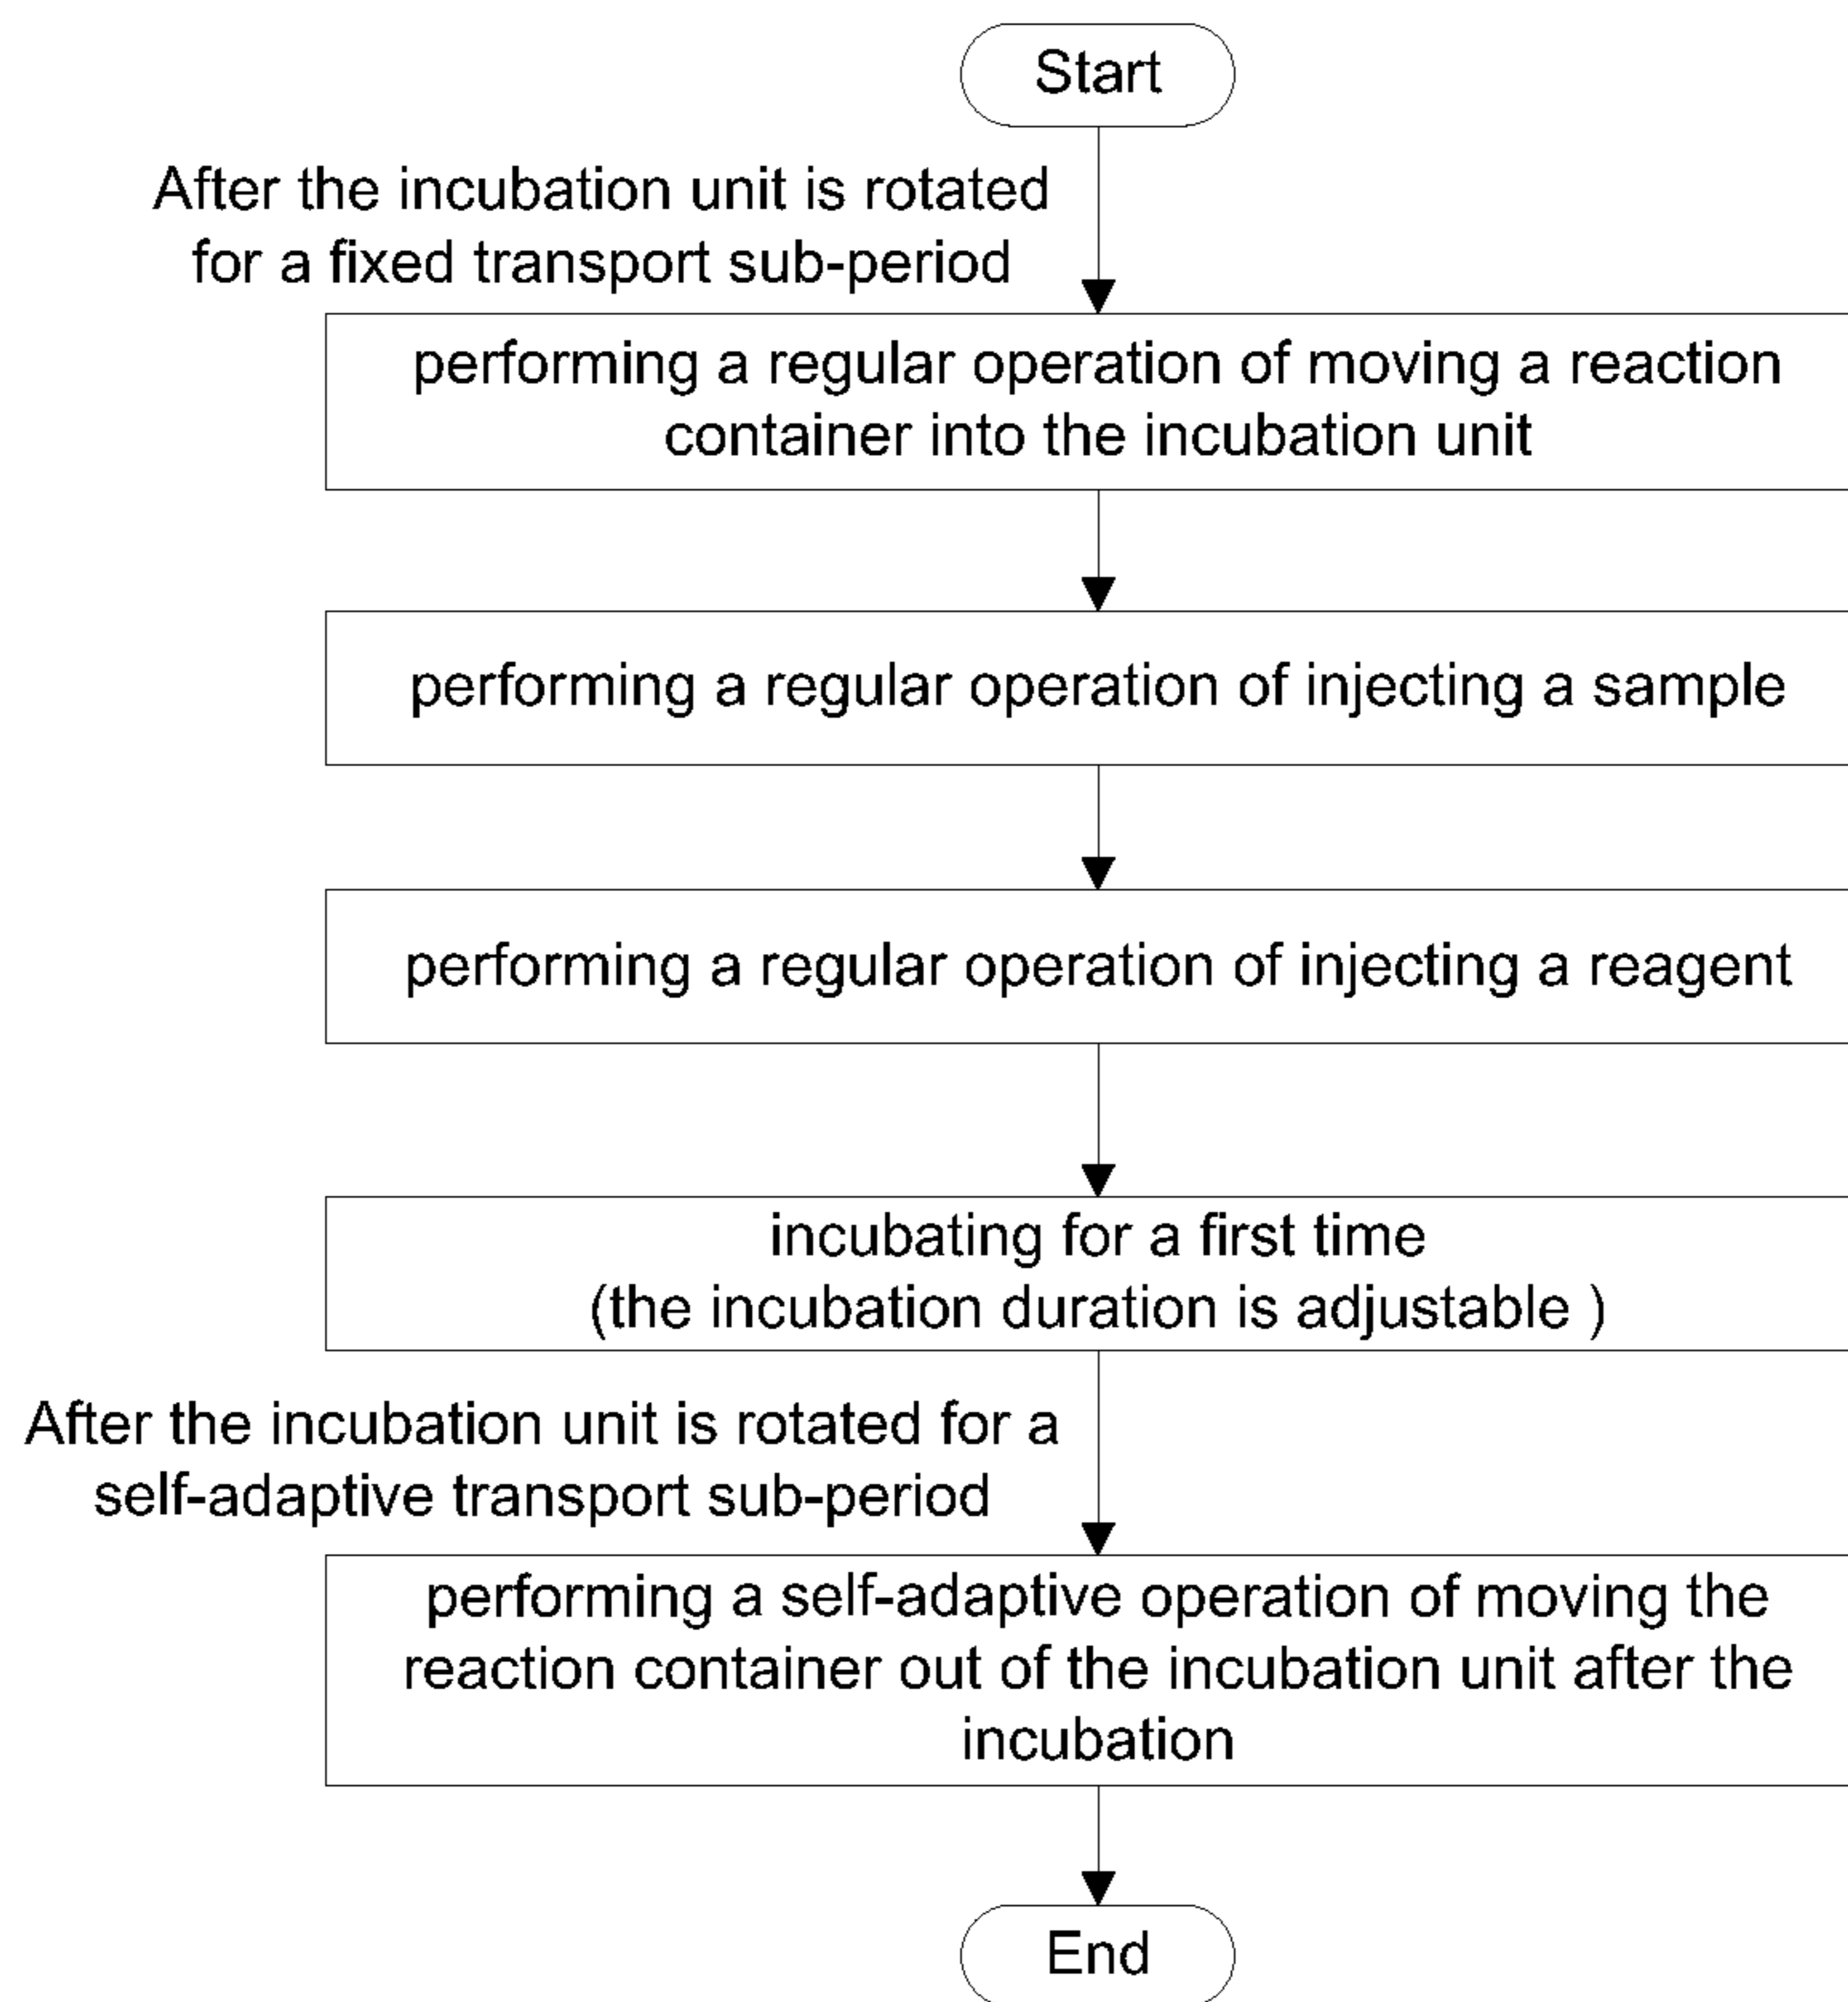 Start
After the incubation unit is rotated
for a fixed transport sub-period
performing a regular operation of moving a reaction
container into the incubation unit
performing a regular operation of injecting a sample
performing a regular operation of injecting a reagent
incubating for a first time
(the incubation duration is adjustable )
After the incubation unit is rotated for a
self-adaptive transport sub-period
performing a self-adaptive operation of moving the
reaction container out of the incubation unit after the
incubation
End